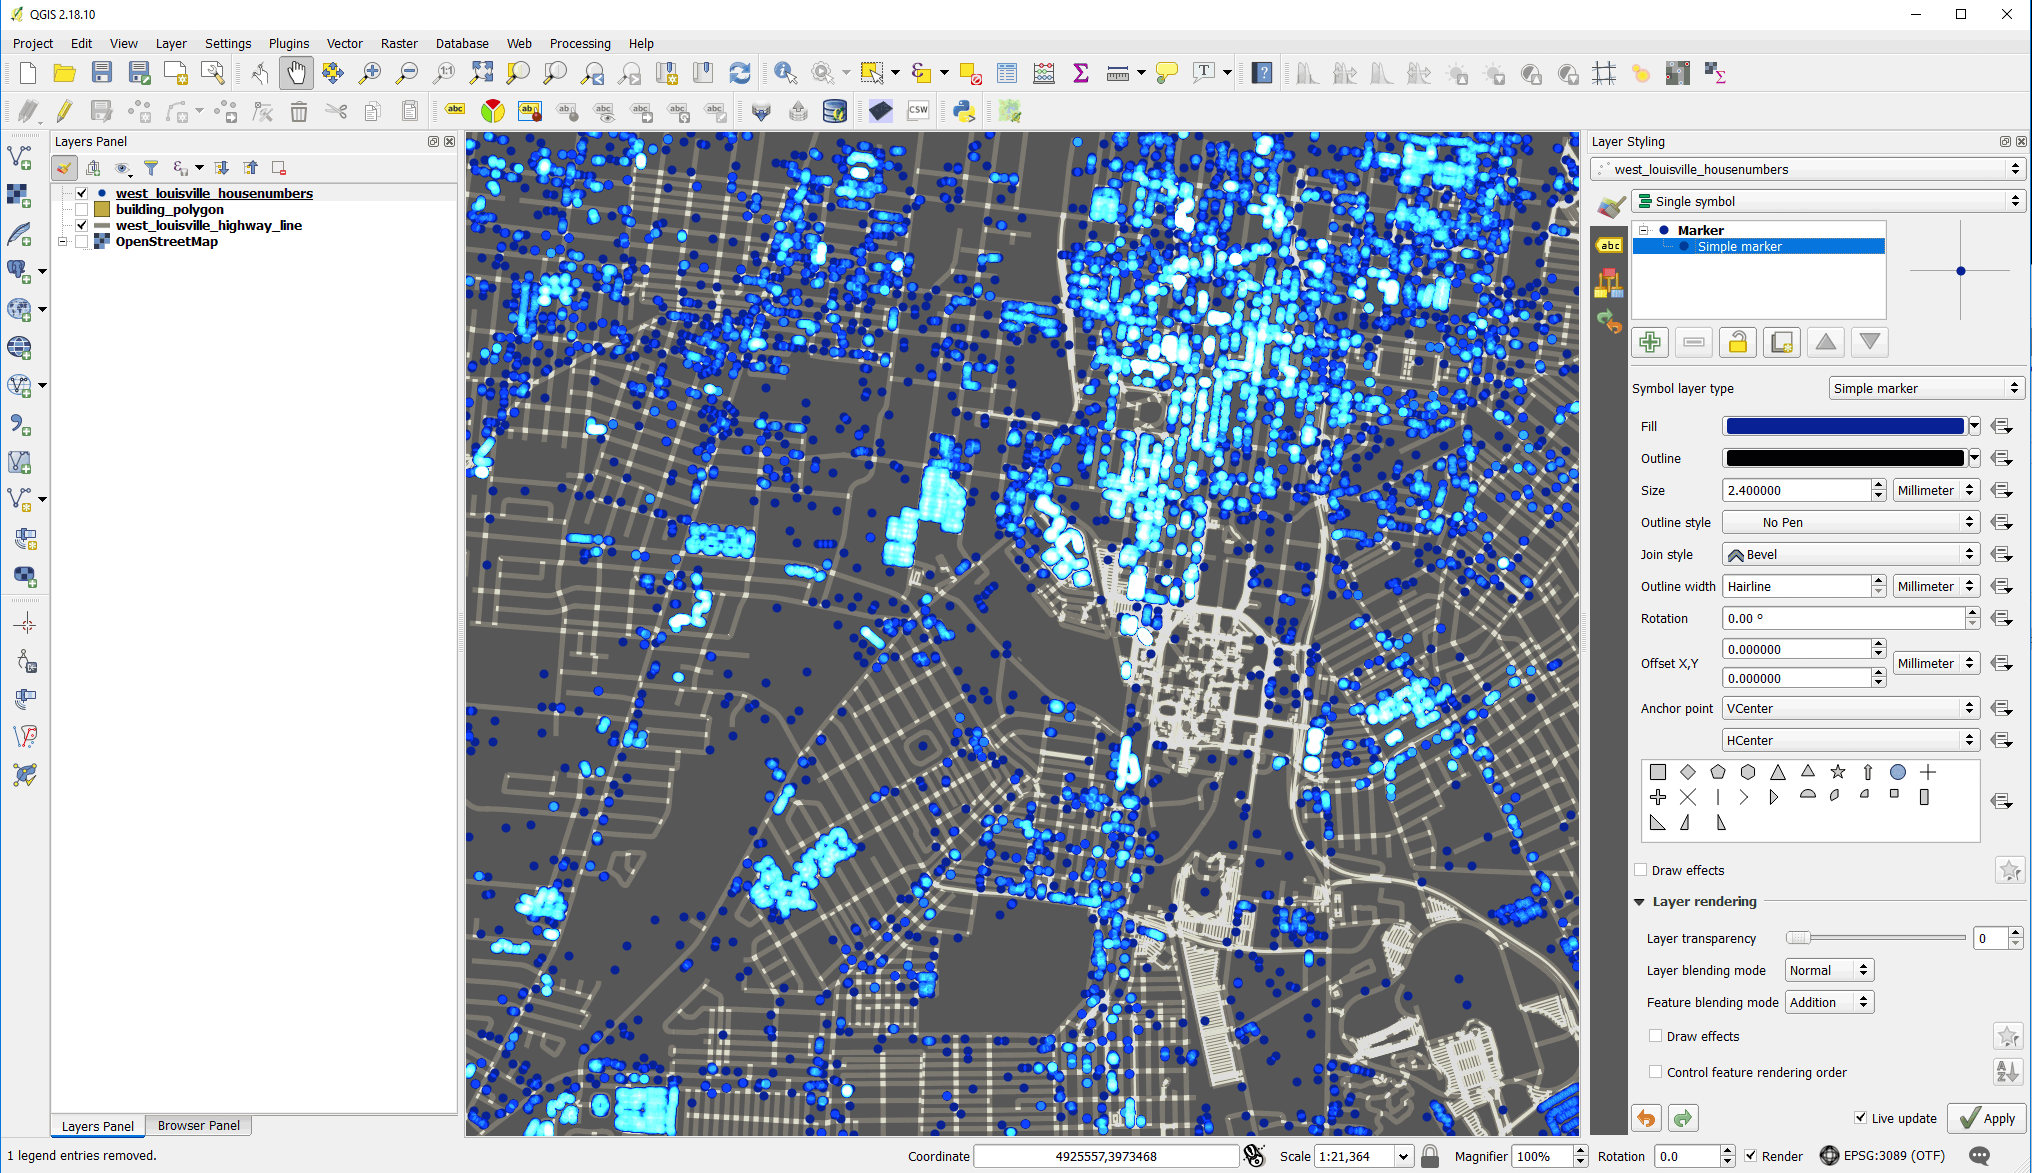 QGIS 2.18.10
Project Edit View Layer Settings Plugins Vector Raster Database Web Processing Help
Layers Panel
west_louisville_housenumbers
building_polygon
west_louisville_highway_line
OpenStreetMap
Layers Panel Browser Panel
Layer Styling
west_louisville_housenumbers
Single symbol
abc
Marker
Simple marker
Symbol layer type Simple marker
Fill
Outline
Size 2.400000 Millimeter
Outline style No Pen
Join style Bevel
Outline width Hairline Millimeter
Rotation 0.00 °
Offset X,Y 0.000000 Millimeter
0.000000
Anchor point VCenter
HCenter
Draw effects
Layer rendering
Layer transparency 0
Layer blending mode Normal
Feature blending mode Addition
Draw effects
Control feature rendering order
Live update Apply
1 legend entries removed. Coordinate 4925557,3973468 Scale 1:21,364 Magnifier 100% Rotation 0.0 Render EPSG:3089 (OTF)